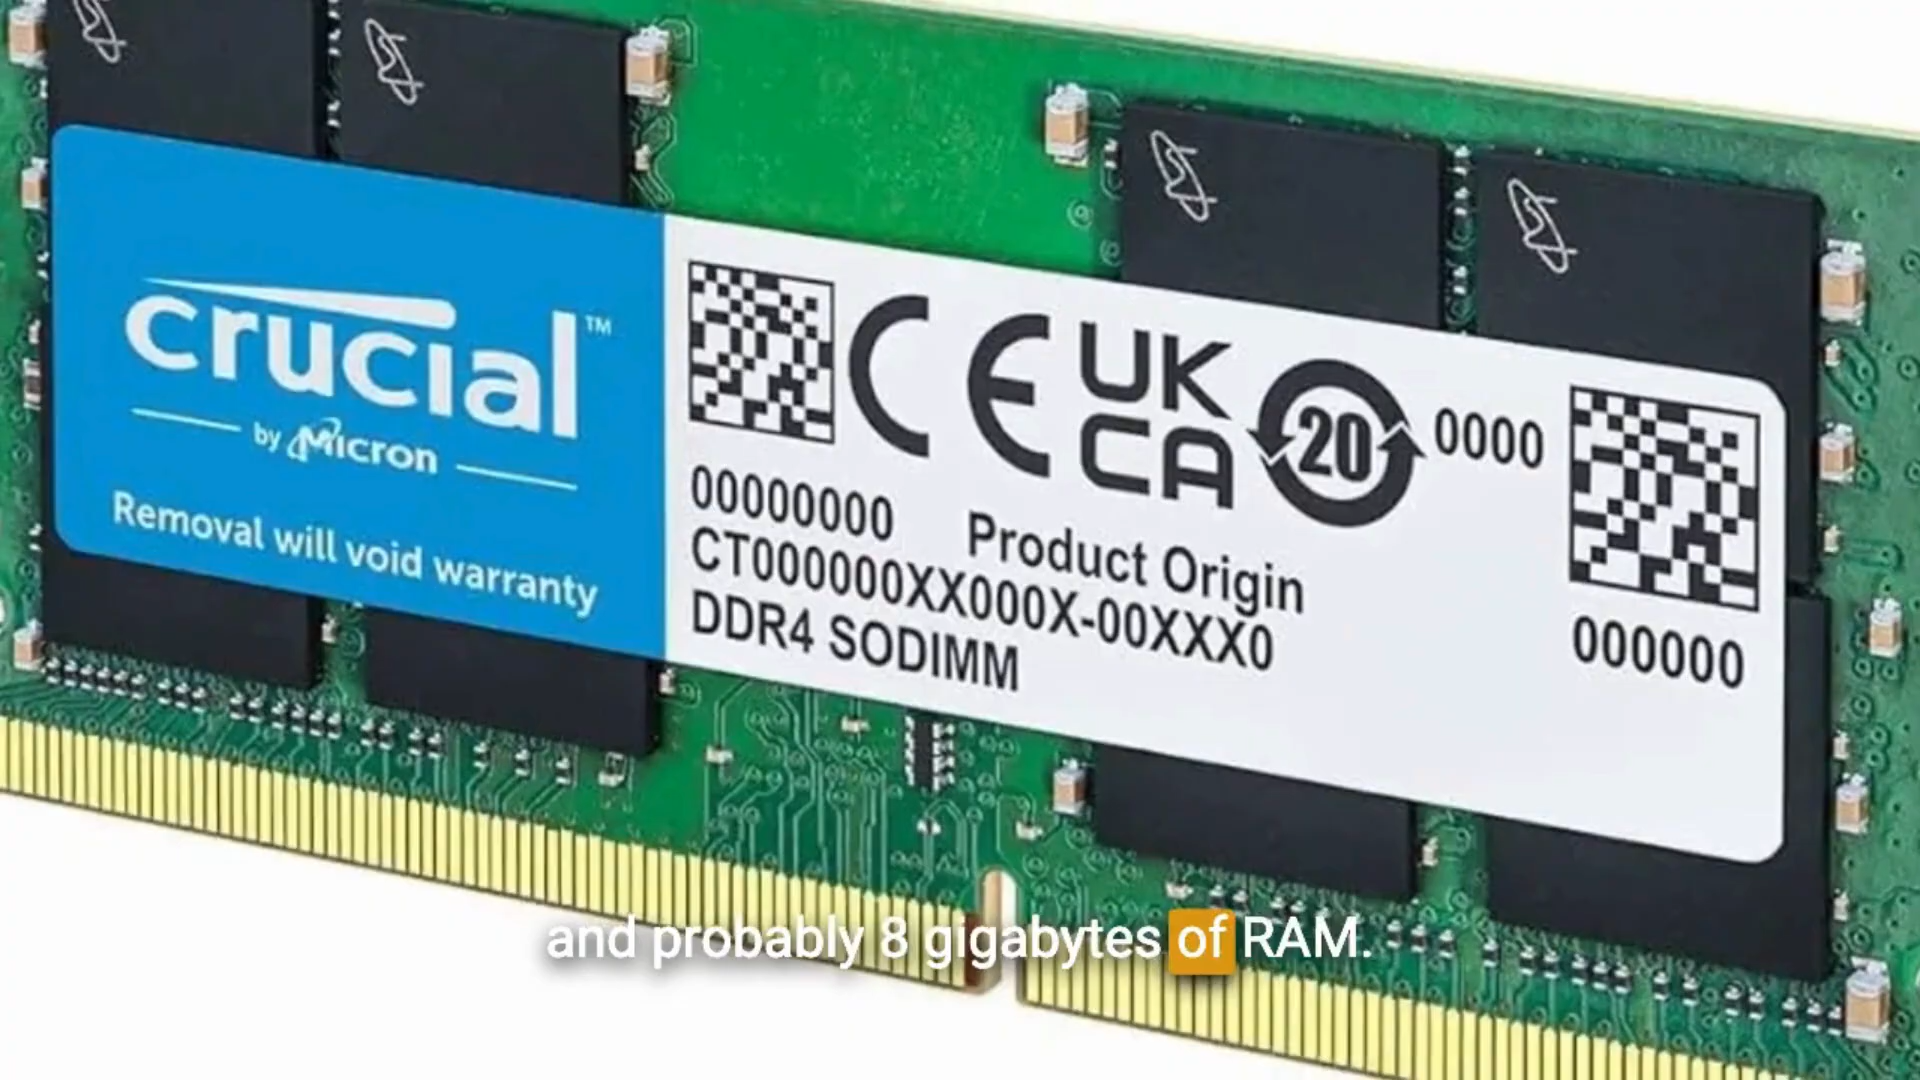 crucial™
by Micron
Removal will void warranty
CE UK CA 20 0000
00000000 Product Origin
CT000000XX000X-00XXX0
DDR4 SODIMM
000000
and probably 8 gigabytes of RAM.